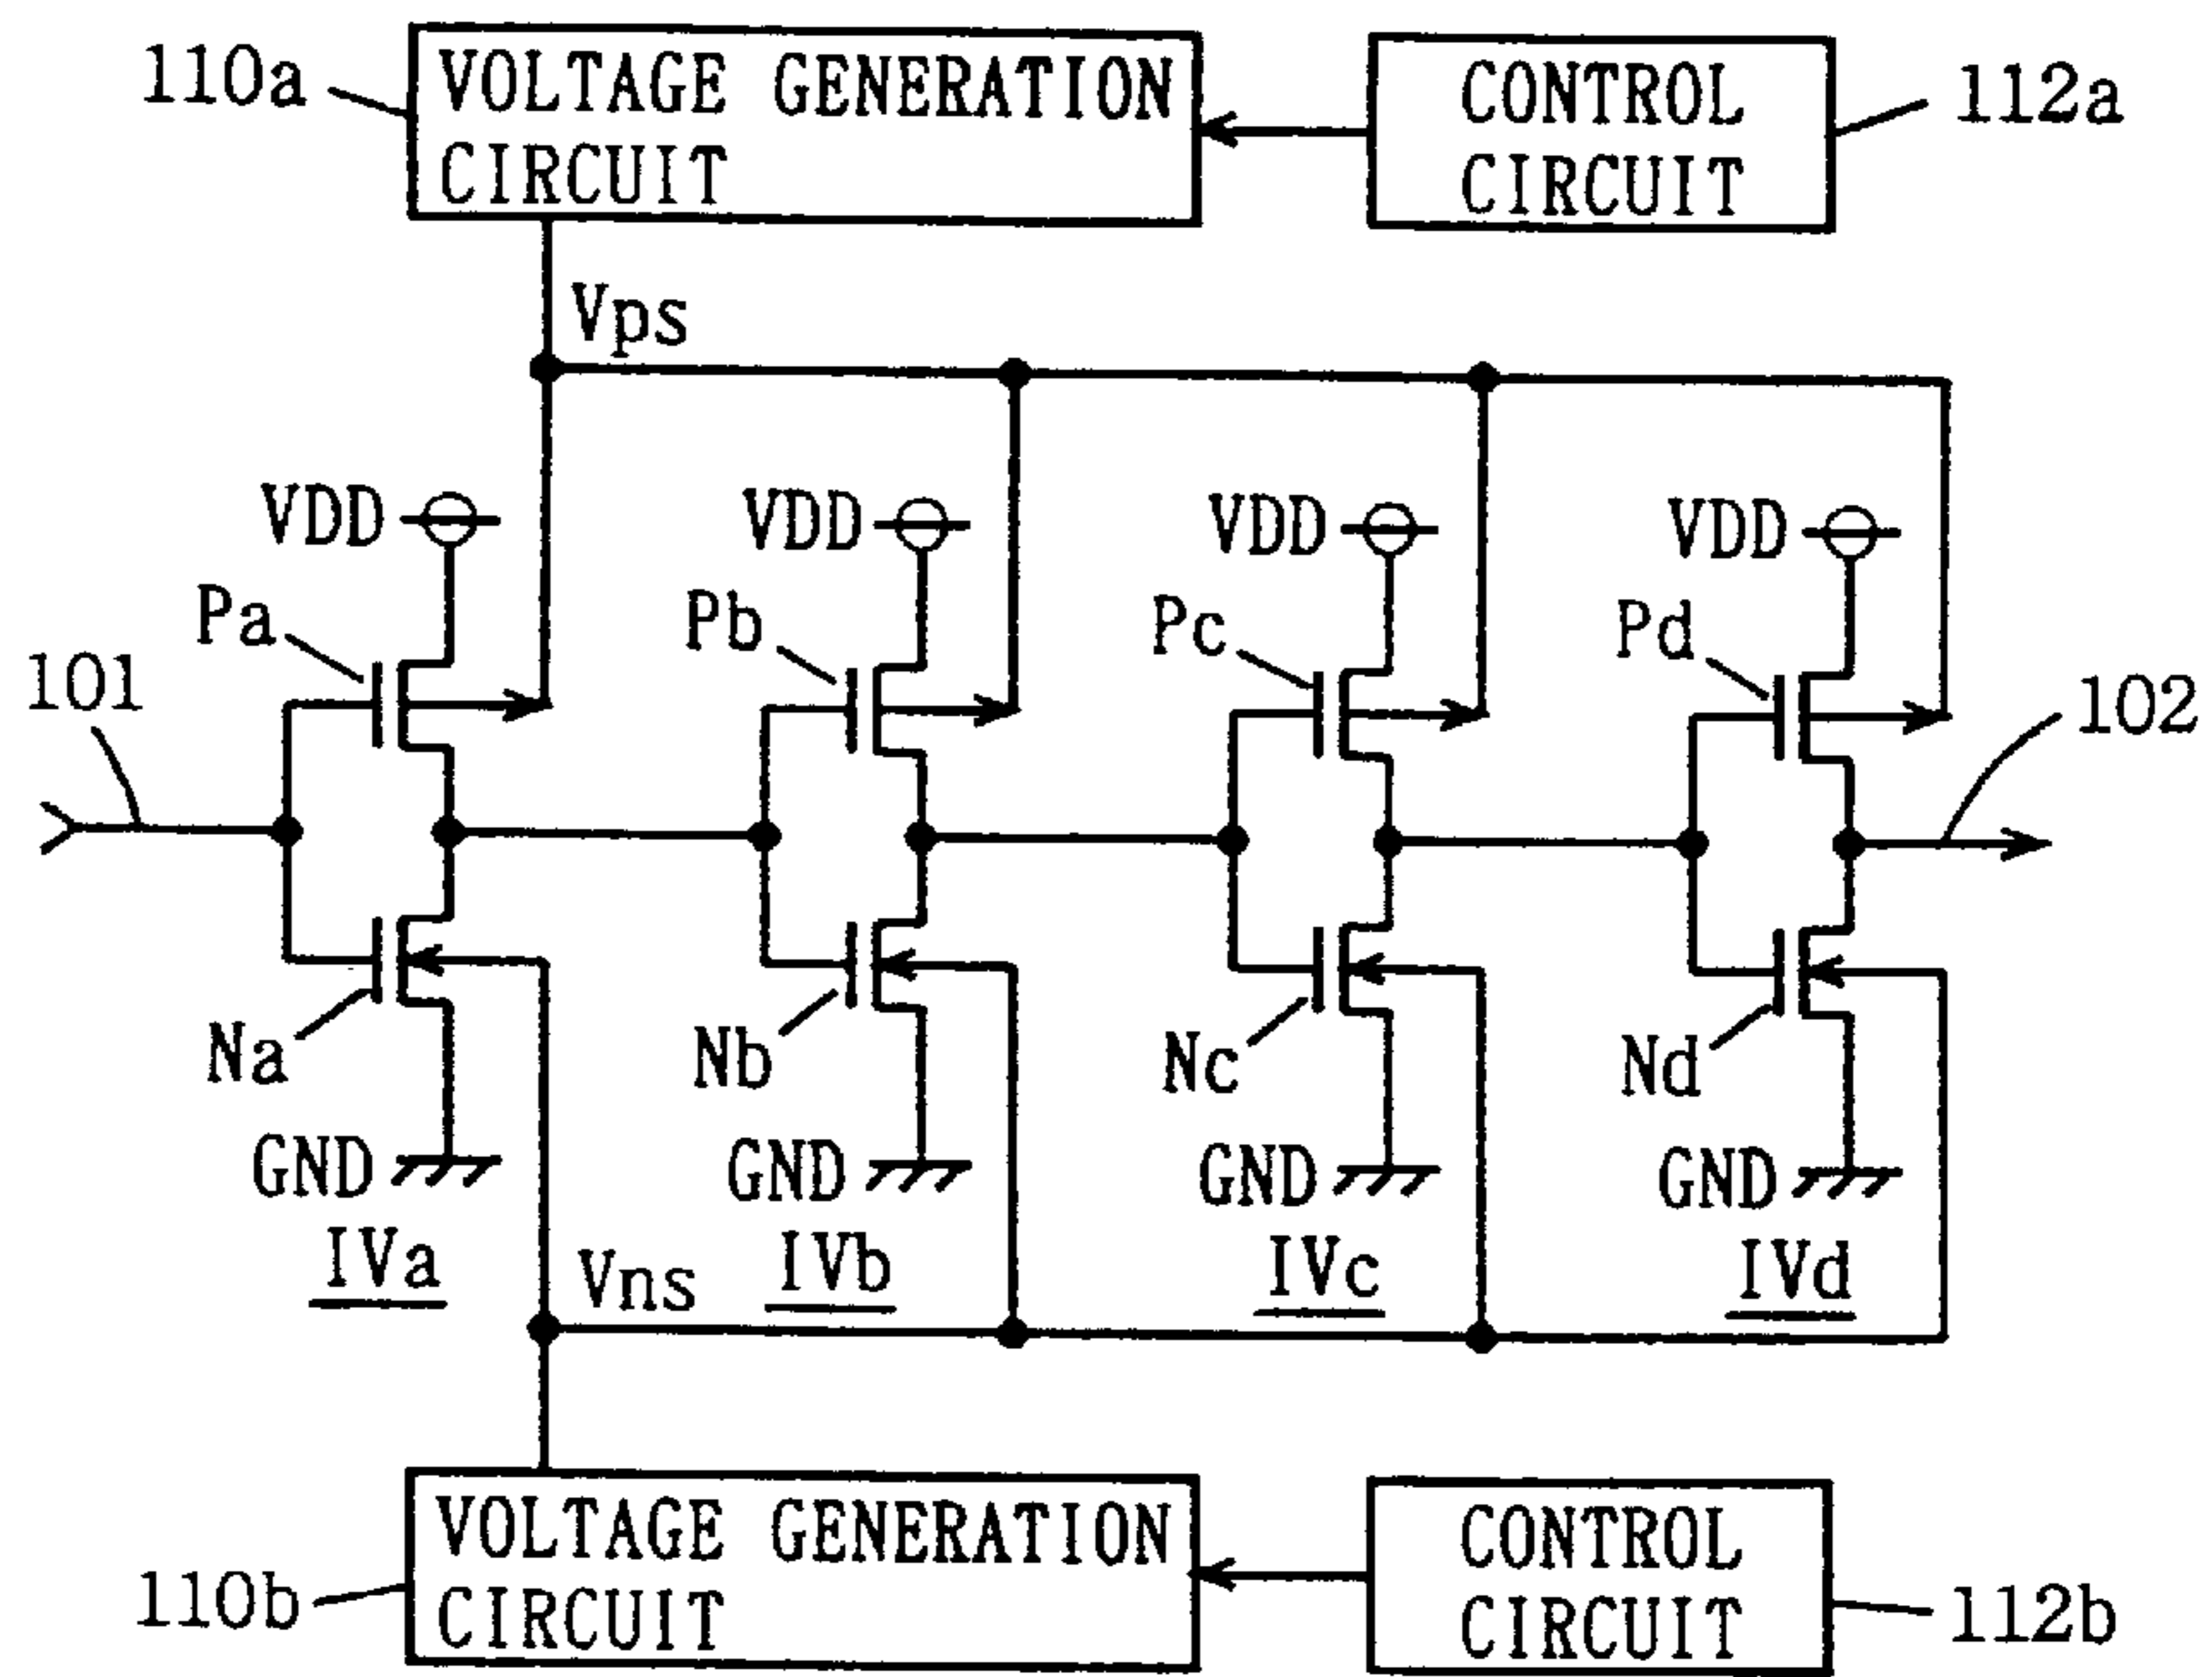 110a
VOLTAGE GENERATION
CIRCUIT
CONTROL
CIRCUIT
112a
Vps
VDD
VDD
VDD
VDD
Pa
Pb
Pc
Pd
101
102
Na
Nb
Nc
Nd
GND
GND
GND
GND
IVa
IVb
IVc
IVd
Vns
110b
VOLTAGE GENERATION
CIRCUIT
CONTROL
CIRCUIT
112b